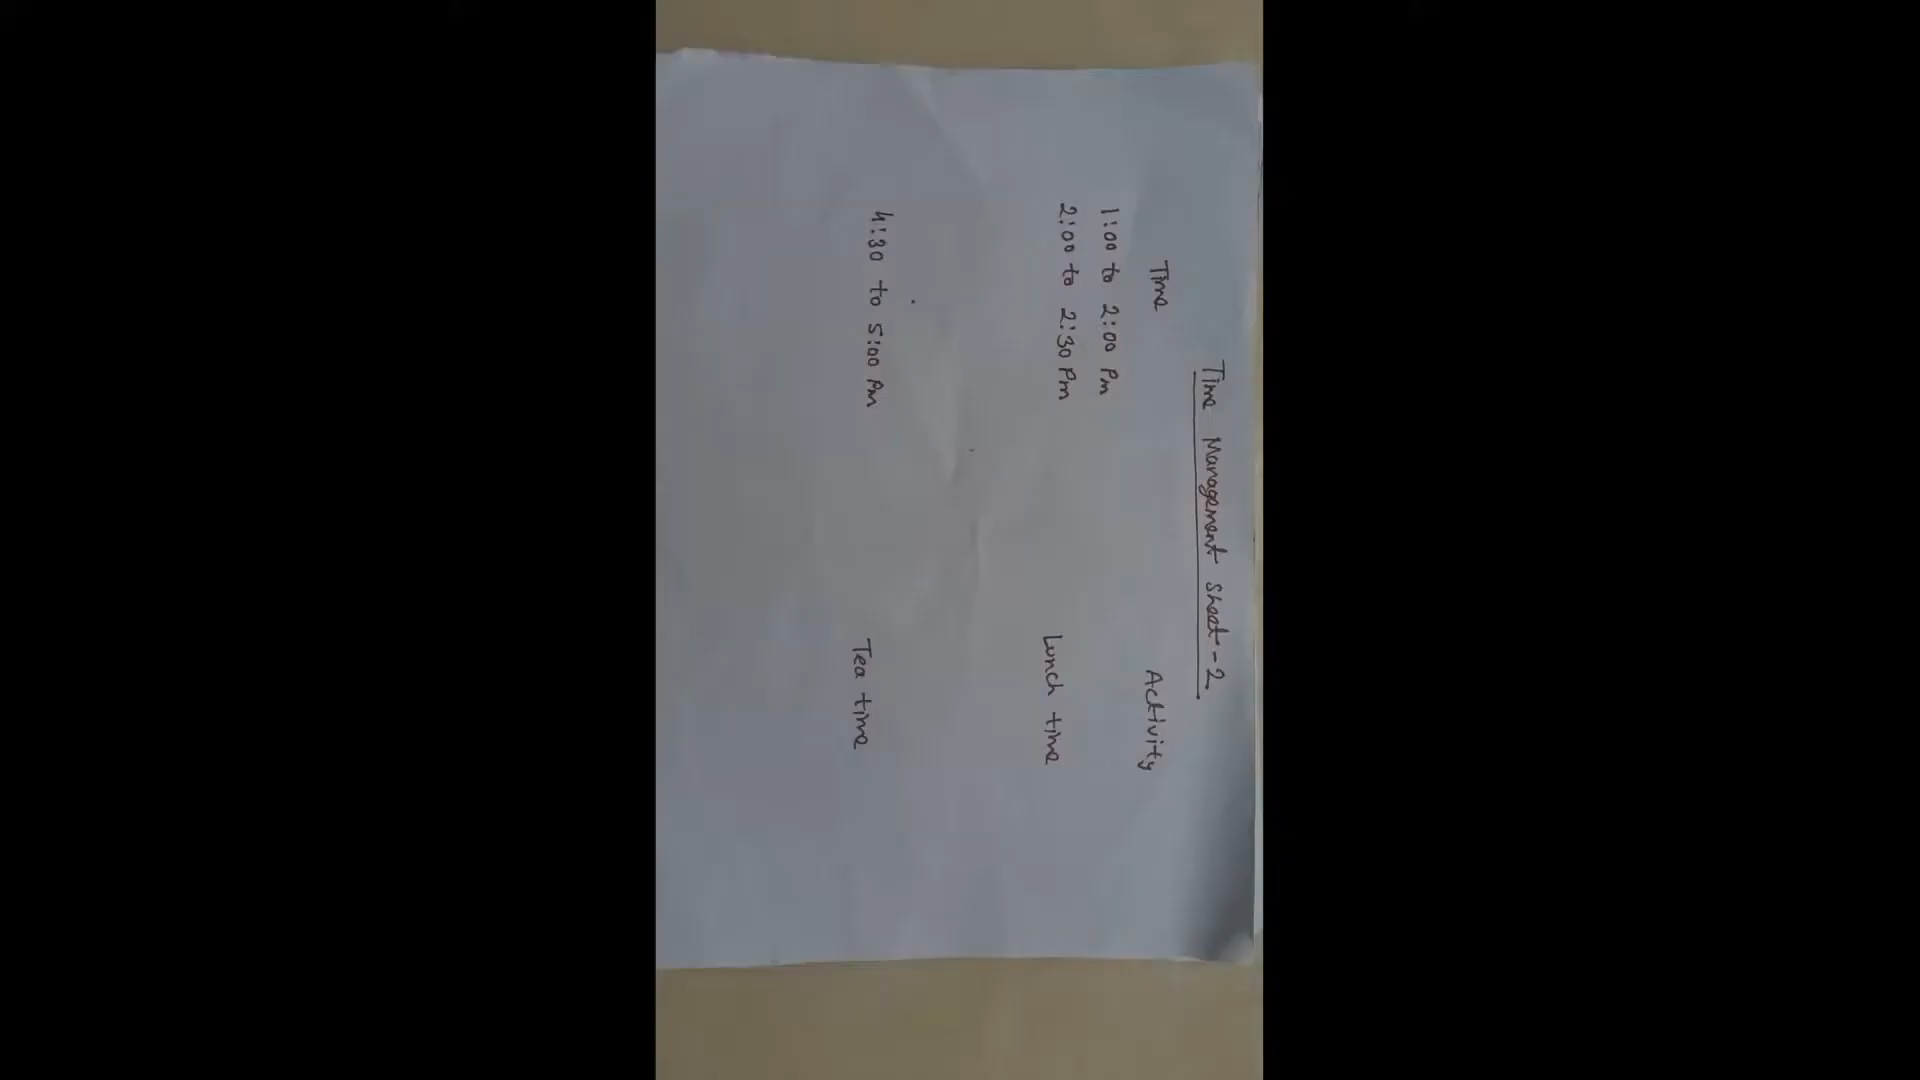 Time Management Sheet-2
Time Activity
1:00 to 2:00 Pm
2:00 to 2:30 Pm Lunch time
4:30 to 5:00 Pm Tea time